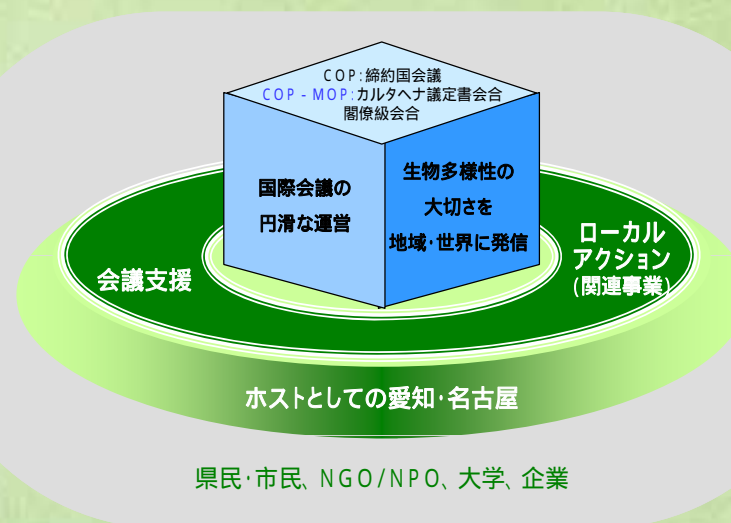 COP:締約国会議
COP-MOP:カルタヘナ議定書会合
閣僚級会合
国際会議の
円滑な運営
生物多様性の
大切さを
地域・世界に発信
会議支援
ローカル
アクション
(関連事業)
ホストとしての愛知・名古屋
県民・市民、NGO/NPO、大学、企業